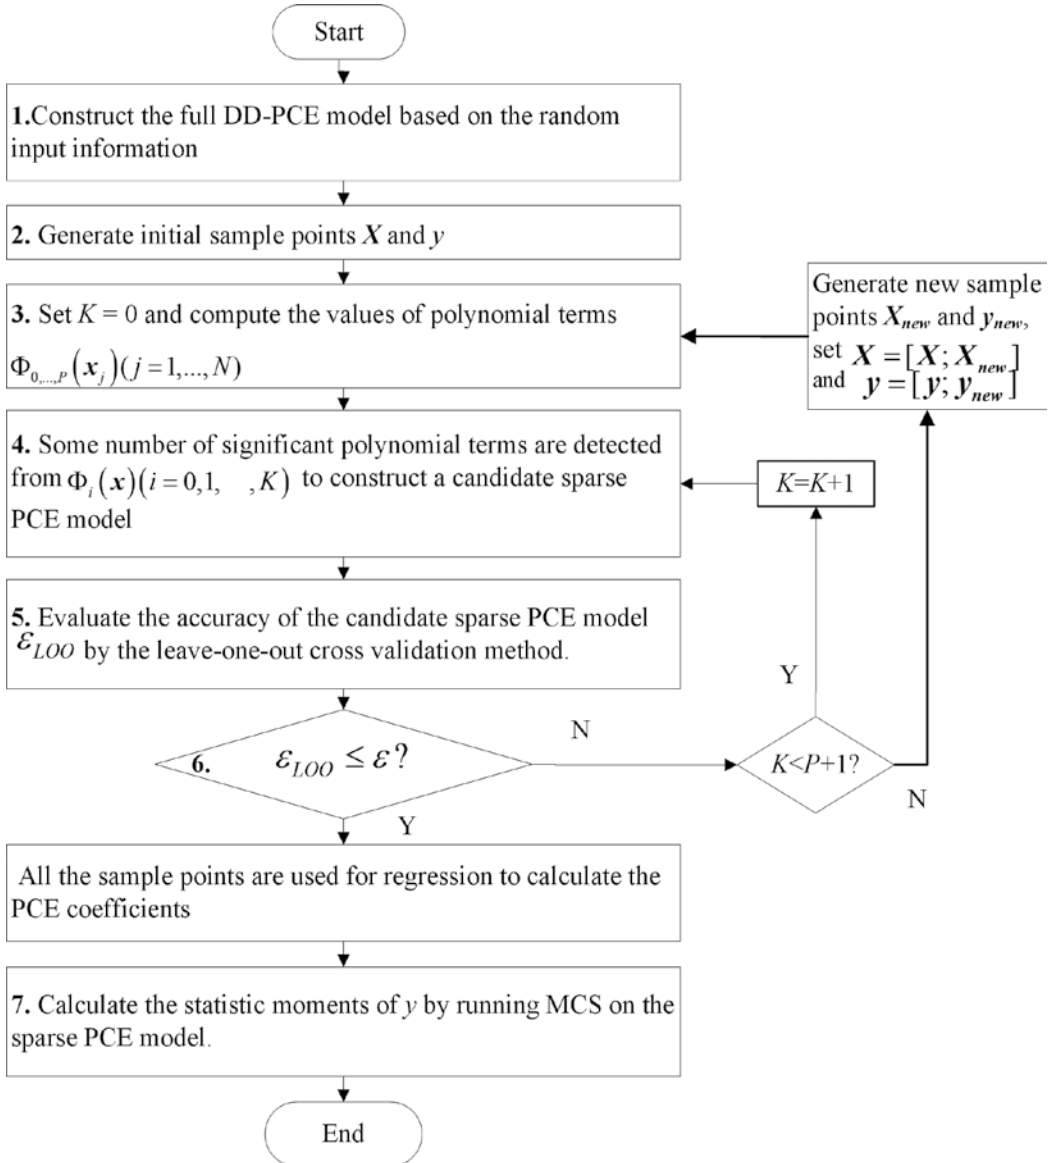 Start
1.Construct the full DD-PCE model based on the random
input information
2. Generate initial sample points X and y
3. Set K = 0 and compute the values of polynomial terms
Φ0,...,P(xj)(j=1,...,N)
Generate new sample
points Xnew and ynew,
set X=[X; Xnew]
and y=[y; ynew]
4. Some number of significant polynomial terms are detected
from Φi(x)(i=0,1, ,K) to construct a candidate sparse
PCE model
K=K+1
5. Evaluate the accuracy of the candidate sparse PCE model
εLOO by the leave-one-out cross validation method.
Y
6. εLOO ≤ ε?
N
K<P+1?
N
Y
All the sample points are used for regression to calculate the
PCE coefficients
7. Calculate the statistic moments of y by running MCS on the
sparse PCE model.
End